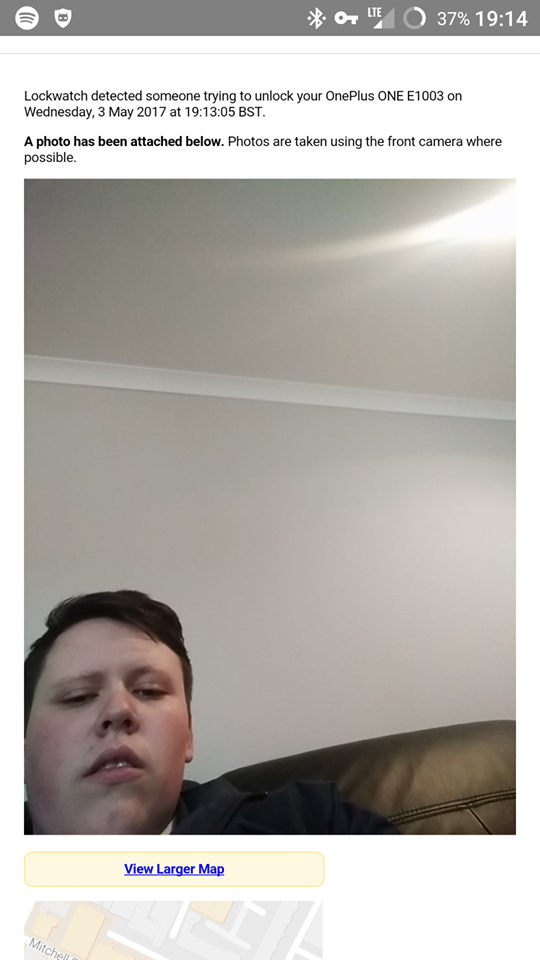 LTE 37% 19:14
Lockwatch detected someone trying to unlock your OnePlus ONE E1003 on
Wednesday, 3 May 2017 at 19:13:05 BST.
A photo has been attached below. Photos are taken using the front camera where
possible.
View Larger Map
Mitchell